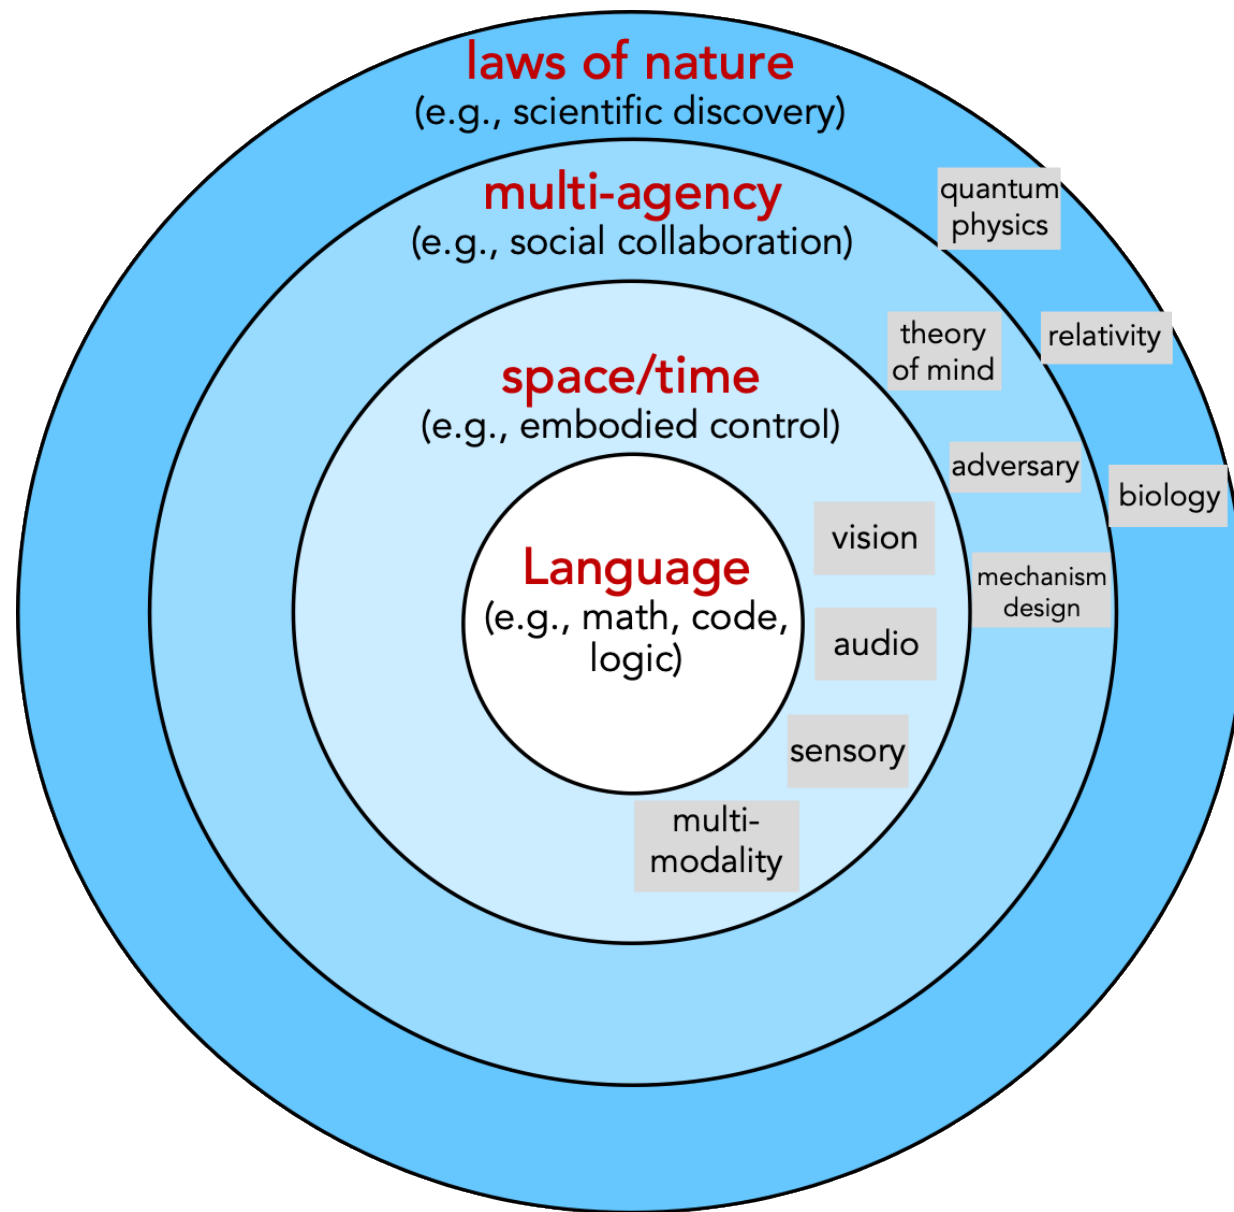 laws of nature
(e.g., scientific discovery)
multi-agency
(e.g., social collaboration)
space/time
(e.g., embodied control)
Language
(e.g., math, code,
logic)
quantum
physics
relativity
biology
theory
of mind
adversary
mechanism
design
vision
audio
sensory
multi-
modality